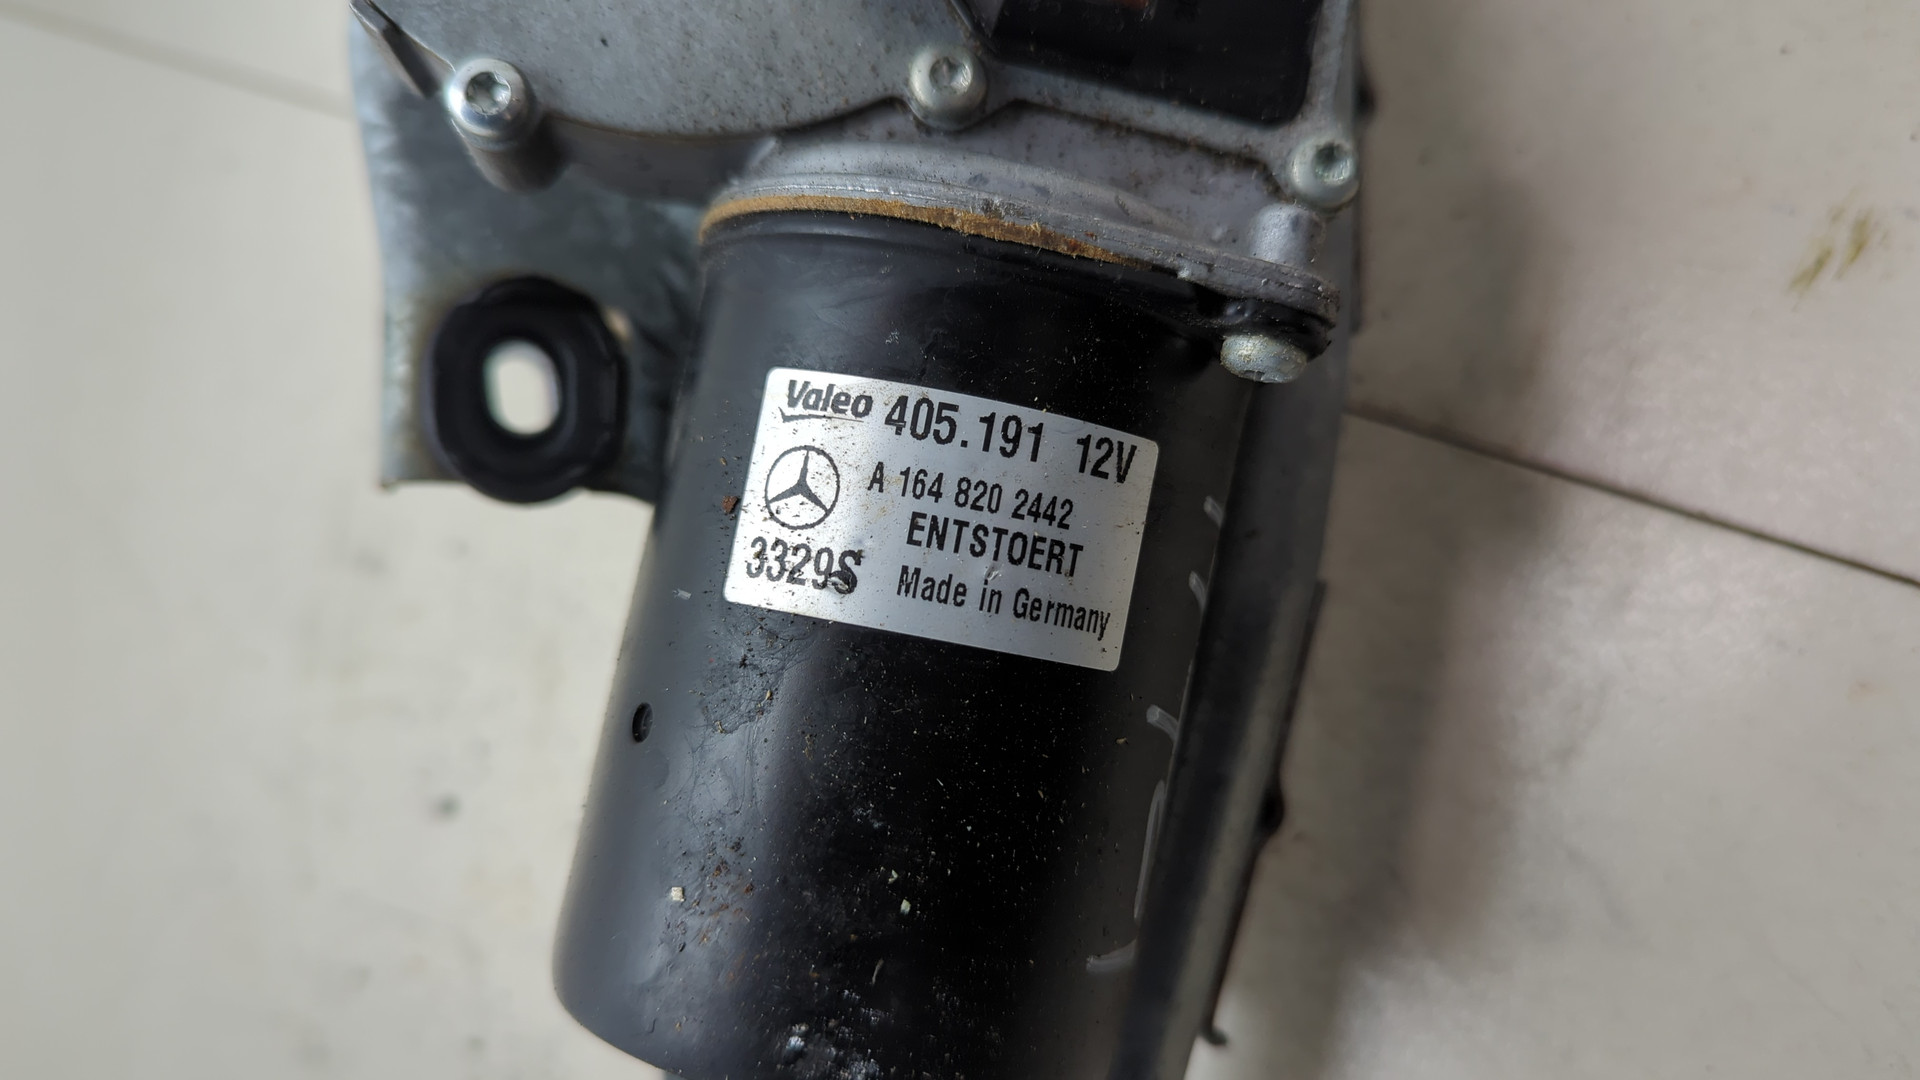 Valeo 405.191 12V
A 164 820 2442
ENTSTOERT
3329S Made in Germany